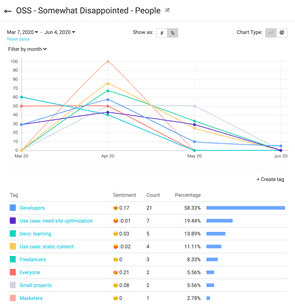 ← OSS - Somewhat Disappointed - People
Mar 7, 2020 - Jun 4, 2020
Reset dates
Show as: # %
Chart Type:
Filter by month
100
90
80
70
60
50
40
30
20
10
0
Mar 20 Apr 20 May 20 Jun 20
+ Create tag
Tag Sentiment Count Percentage
Developers 0.17 21 58.33%
Use case: need site optimization -0.01 7 19.44%
Devs: learning 0.03 5 13.89%
Use case: static content -0.02 4 11.11%
Freelancers 0 3 8.33%
Everyone 0.21 2 5.56%
Small projects 0.08 2 5.56%
Marketers 0 1 2.78%